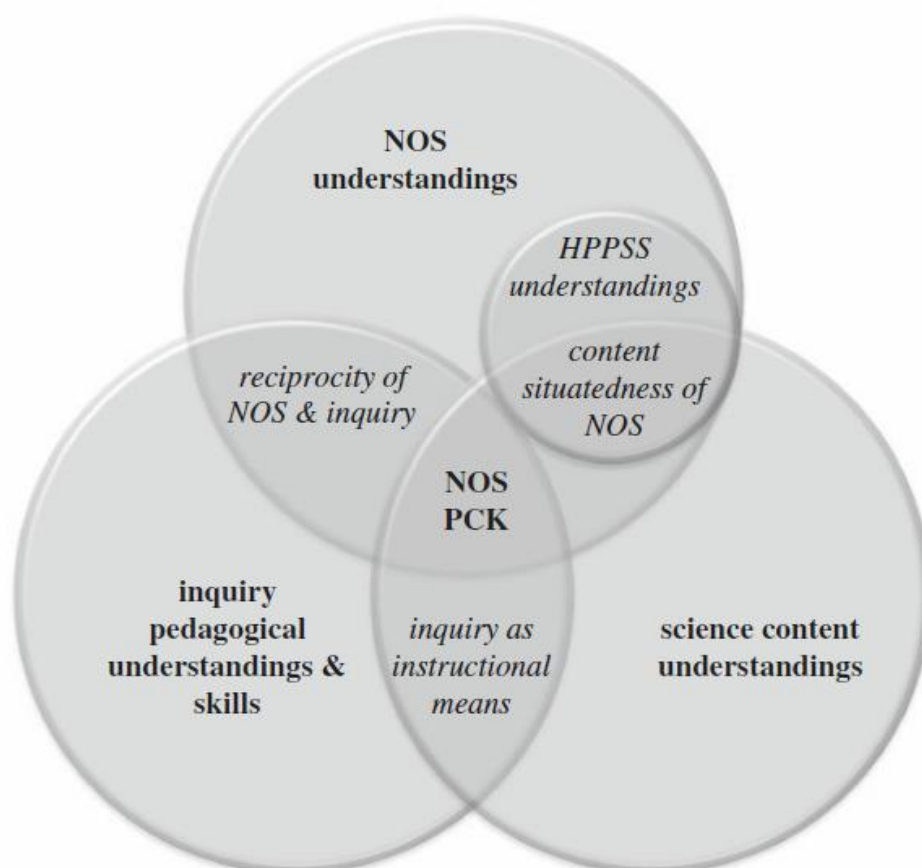 NOS
understandings
HPPSS
understandings
content
situatedness of
NOS
reciprocity of
NOS & inquiry
NOS
PCK
inquiry
pedagogical
understandings &
skills
inquiry as
instructional
means
science content
understandings